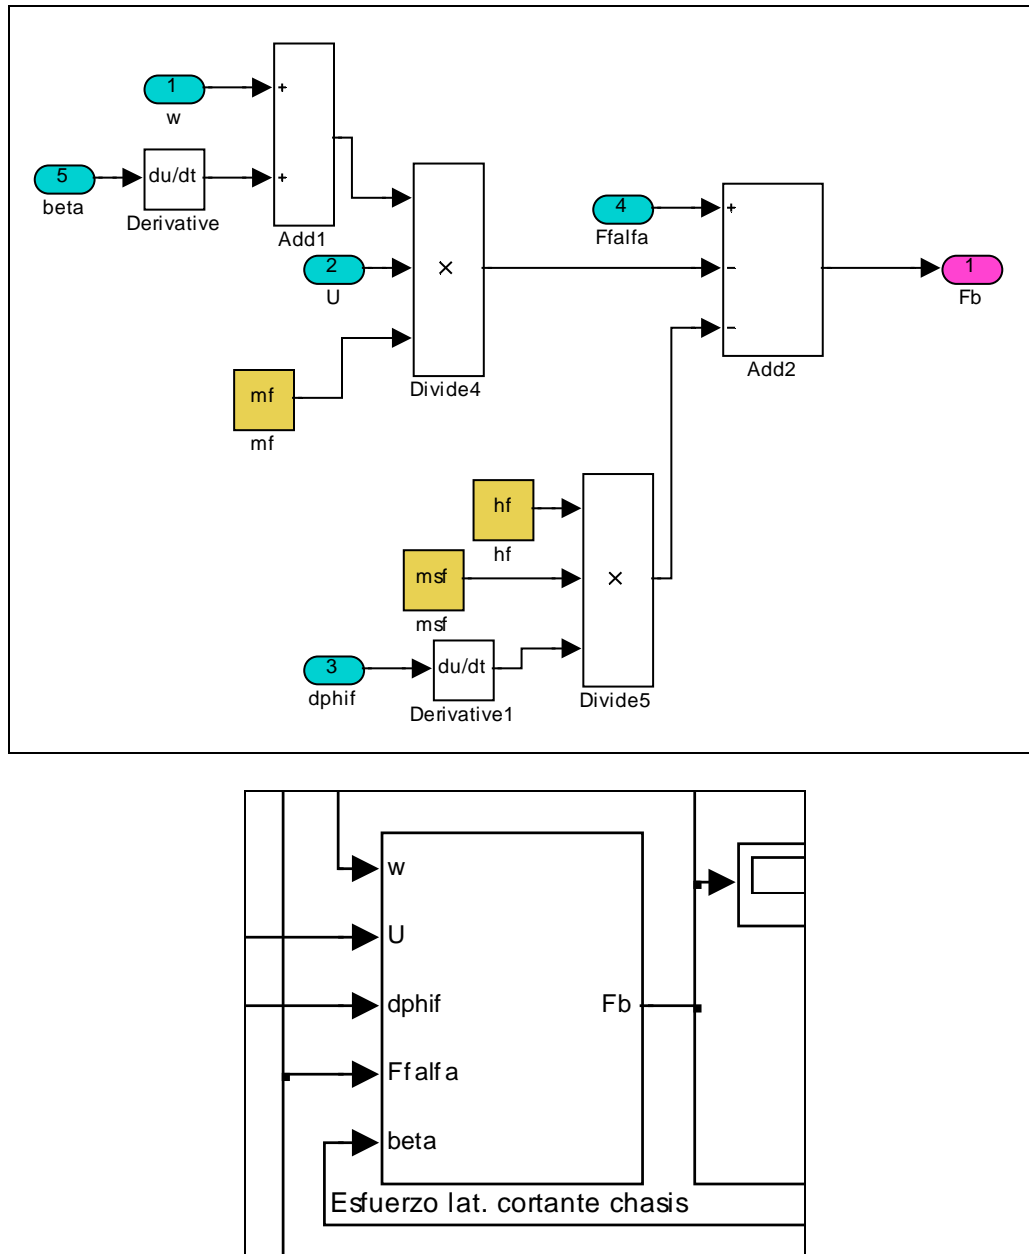 1
+
w
5
du/dt
+
beta
Derivative
Add1
4
+
Ffalfa
2
×
−
1
U
Fb
−
Add2
mf
Divide4
mf
hf
hf
msf
×
msf
3
du/dt
dphif
Divide5
Derivative1
w
U
dphif
Fb
Ffalfa
beta
Esfuerzo lat. cortante chasis